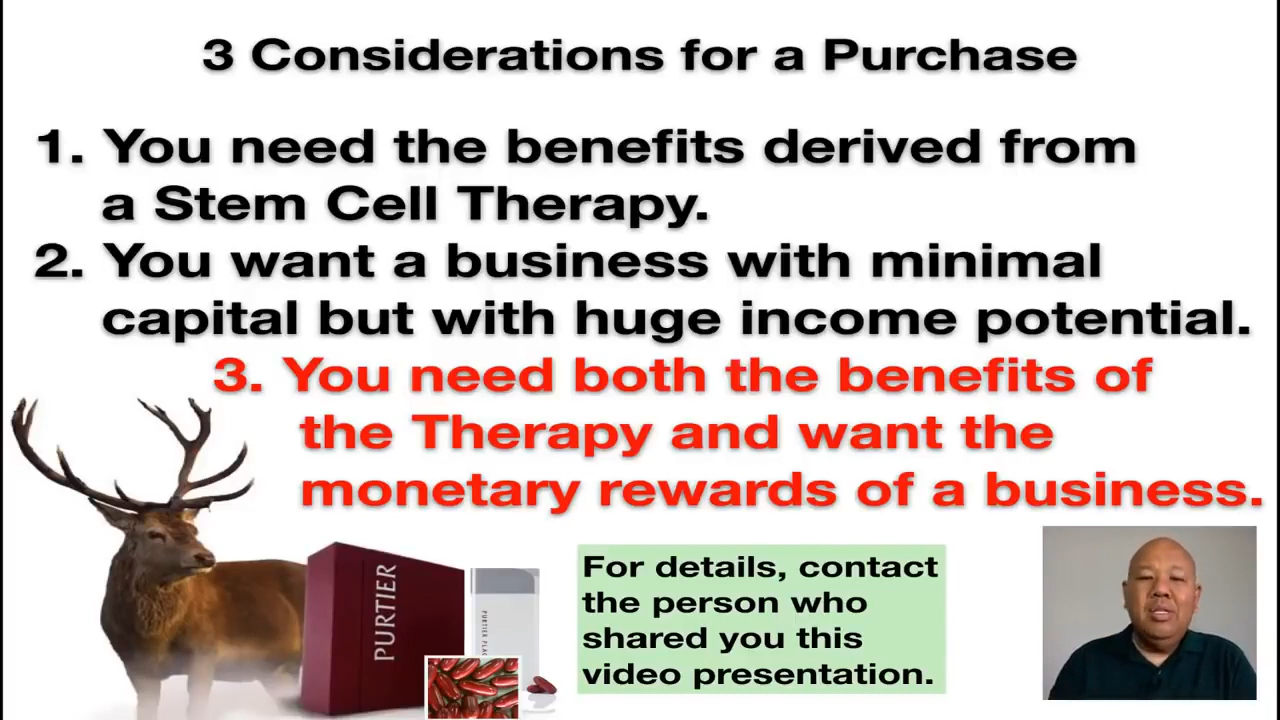 3 Considerations for a Purchase
1. You need the benefits derived from
a Stem Cell Therapy.
2. You want a business with minimal
capital but with huge income potential.
3. You need both the benefits of
the Therapy and want the
monetary rewards of a business.
PURTIER
PURTIER PLAC
For details, contact
the person who
shared you this
video presentation.